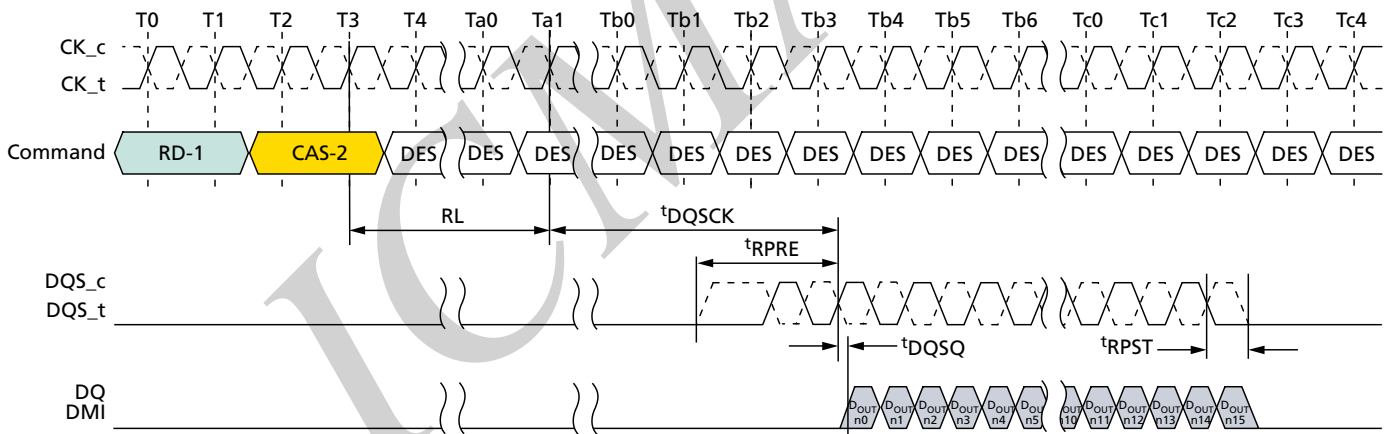 T0 T1 T2 T3 T4 Ta0 Ta1 Tb0 Tb1 Tb2 Tb3 Tb4 Tb5 Tb6 Tc0 Tc1 Tc2 Tc3 Tc4
CK_c
CK_t
Command RD-1 CAS-2 DES DES DES DES DES DES DES DES DES DES DES DES DES DES DES
RL tDQSCK
tRPRE
DQS_c
DQS_t
tDQSQ tRPST
DQ
DMI
DOUT n0 DOUT n1 DOUT n2 DOUT n3 DOUT n4 DOUT n5 DOUT n10 DOUT n11 DOUT n12 DOUT n13 DOUT n14 DOUT n15